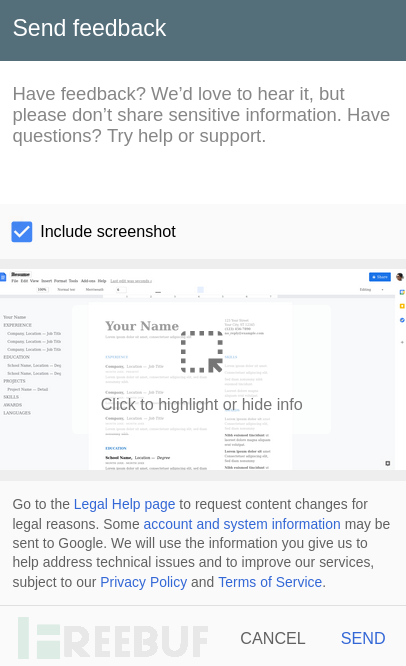 Send feedback
Have feedback? We'd love to hear it, but
please don't share sensitive information. Have
questions? Try help or support.
Include screenshot
Resume
File Edit View Insert Format Tools Add-ons Help
100% Normal text
Editing
Share
Your Name
Your Name
EXPERIENCE
Company, Location — Job Title
Company, Location — Job Title
Company, Location — Job Title
EDUCATION
School Name, Location — Deg
School Name, Location — Deg
PROJECTS
Project Name — Detail
SKILLS
AWARDS
LANGUAGES
EXPERIENCE
SKILLS
Company, Location — Job Title
Click to highlight or hide info
EDUCATION
School Name, Location — Degree
Go to the Legal Help page to request content changes for
legal reasons. Some account and system information may be
sent to Google. We will use the information you give us to
help address technical issues and to improve our services,
subject to our Privacy Policy and Terms of Service.
FREEBUF
CANCEL
SEND